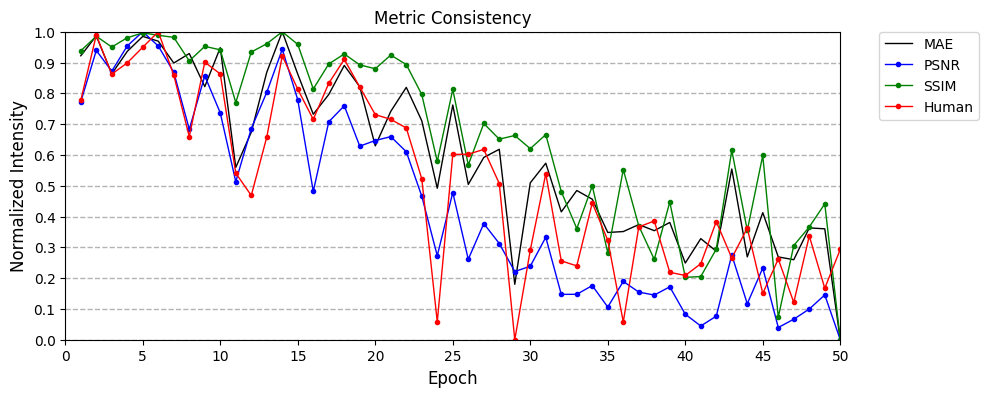 Metric Consistency
Normalized Intensity
1.0
0.9
0.8
0.7
0.6
0.5
0.4
0.3
0.2
0.1
0.0
0 5 10 15 20 25 30 35 40 45 50
Epoch
MAE
PSNR
SSIM
Human